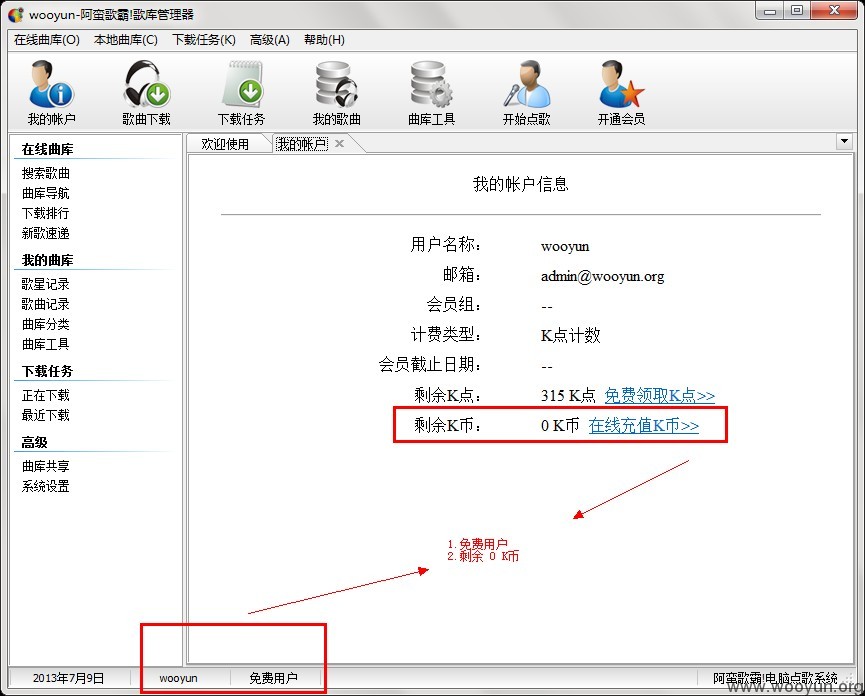 wooyun-阿蛮歌霸!歌库管理器
在线曲库(O) 本地曲库(C) 下载任务(K) 高级(A) 帮助(H)
我的帐户 歌曲下载 下载任务 我的歌曲 曲库工具 开始点歌 开通会员
欢迎使用 我的帐户
在线曲库
搜索歌曲
曲库导航
下载排行
新歌速递
我的曲库
歌星记录
歌曲记录
曲库分类
曲库工具
下载任务
正在下载
最近下载
高级
曲库共享
系统设置
我的帐户信息
用户名称： wooyun
邮箱： admin@wooyun.org
会员组： --
计费类型： K点计数
会员截止日期： --
剩余K点： 315 K点 免费领取K点>>
剩余K币： 0 K币 在线充值K币>>
1.免费用户
2.剩余 0 K币
2013年7月9日 wooyun 免费用户 阿蛮歌霸!电脑点歌系统
www.wooyun.org